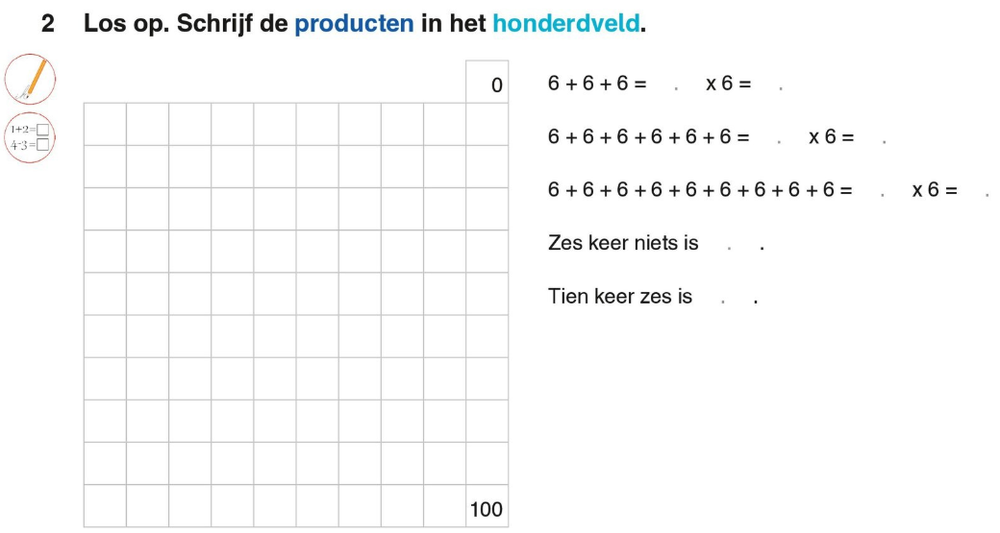 2 Los op. Schrijf de producten in het honderdveld.
1+2=
4-3=
0
100
6 + 6 + 6 = . x 6 = .
6 + 6 + 6 + 6 + 6 + 6 = . x 6 = .
6 + 6 + 6 + 6 + 6 + 6 + 6 + 6 + 6 = . x 6 = .
Zes keer niets is . .
Tien keer zes is . .